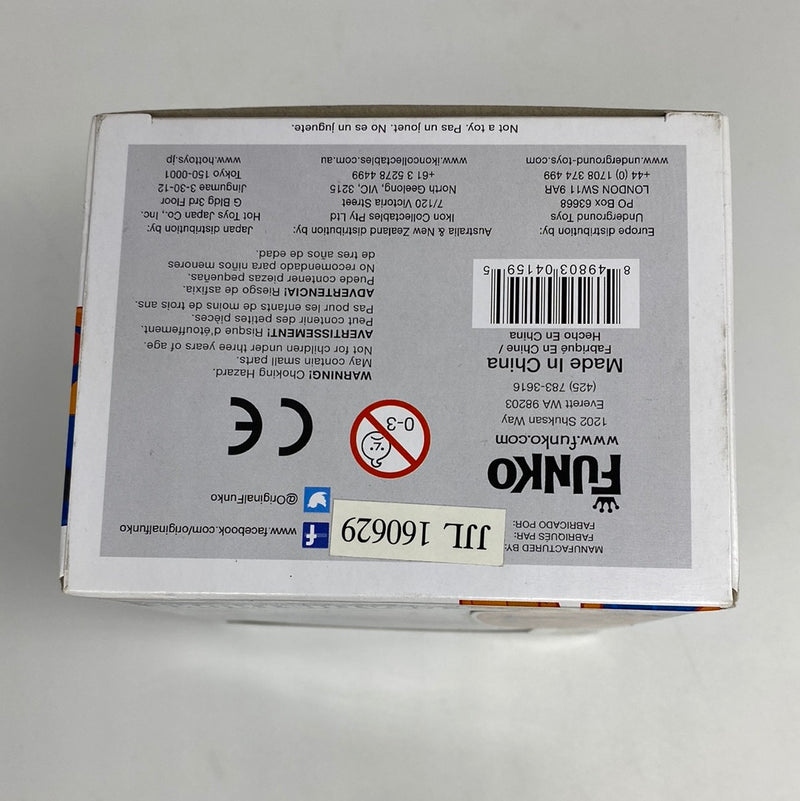 MANUFACTURED BY:
FABRIQUÉS PAR:
FABRICADO POR:
JJL 160629
www.facebook.com/originalfunko
@OriginalFunko
FUNKO
www.funko.com
1202 Shuksan Way
Everett WA 98203
(425) 783-3616
Made In China
Fabriqué En Chine /
Hecho En China
8 49803 04159 5
0-3
CE
WARNING! Choking Hazard.
May contain small parts.
Not for children under three years of age.
AVERTISSEMENT! Risque d'étouffement.
Peut contenir des petites pièces.
Pas pour les enfants de moins de trois ans.
ADVERTENCIA! Riesgo de asfixia.
Puede contener piezas pequeñas.
No recomendado para niños menores
de tres años de edad.
Europe distribution by:
Underground Toys
PO Box 63668
LONDON SW11 9AR
+44 (0) 1708 374 499
www.underground-toys.com
Australia & New Zealand distribution by:
Ikon Collectables Pty Ltd
7/120 Victoria Street
North Geelong, VIC, 3215
+61 3 5278 4499
www.ikoncollectables.com.au
Japan distribution by:
Hot Toys Japan Co., Inc.
G Bldg 3rd Floor
Jingumae 3-30-12
Tokyo 150-0001
www.hottoys.jp
Not a toy. Pas un jouet. No es un juguete.